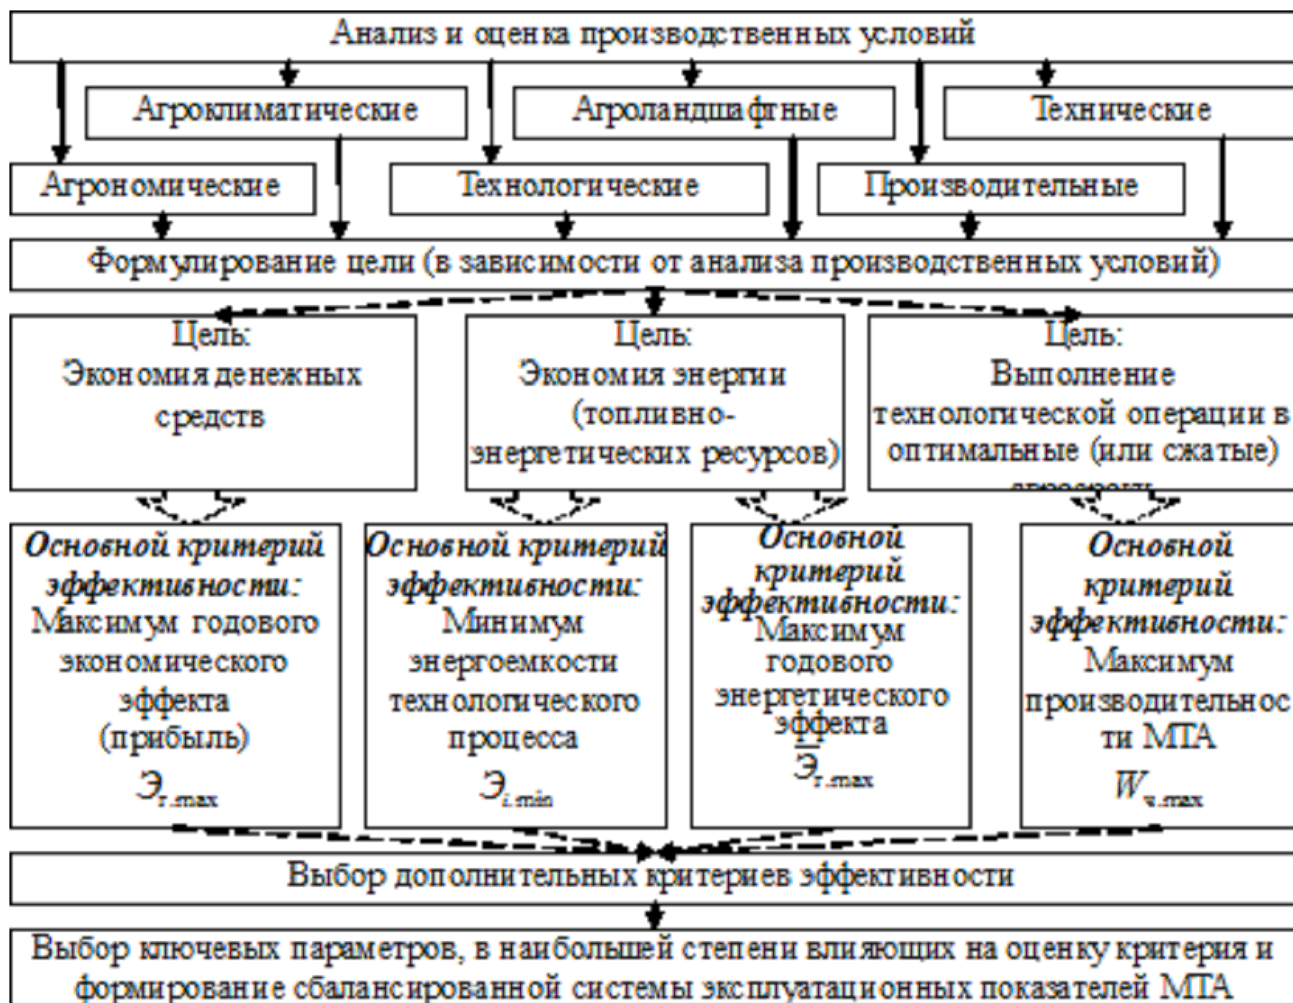 Анализ и оценка производственных условий
Агроклиматические
Агроландшафтные
Технические
Агрономические
Технологические
Производительные
Формулирование цели (в зависимости от анализа производственных условий)
Цель:
Экономия денежных
средств
Цель:
Экономия энергии
(топливно-
энергетических ресурсов)
Цель:
Выполнение
технологической операции в
оптимальные (или сжатые)
Основной критерий
эффективности:
Максимум годового
экономического
эффекта
(прибыль)
Э г.max
Основной критерий
эффективности:
Минимум
энергоемкости
технологического
процесса
Э i.min
Основной
критерий
эффективности:
Максимум
годового
энергетического
эффекта
Э г.max
Основной
критерий
эффективности:
Максимум
производительнос
ти МТА
W ч.max
Выбор дополнительных критериев эффективности
Выбор ключевых параметров, в наибольшей степени влияющих на оценку критерия и
формирование сбалансированной системы эксплуатационных показателей МТА